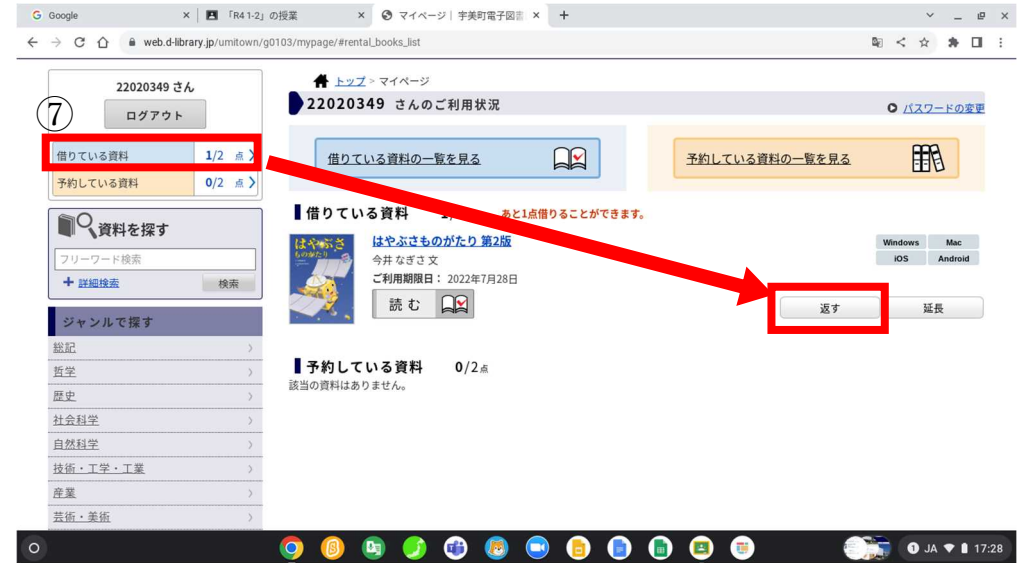 Google
「R4 1-2」の授業
マイページ｜宇美町電子図書
web.d-library.jp/umitown/g0103/mypage/#rental_books_list
22020349 さん
⑦
ログアウト
借りている資料 1/2 点
予約している資料 0/2 点
資料を探す
フリーワード検索
詳細検索 検索
ジャンルで探す
総記
哲学
歴史
社会科学
自然科学
技術・工学・工業
産業
芸術・美術
トップ > マイページ
22020349 さんのご利用状況
パスワードの変更
借りている資料の一覧を見る
予約している資料の一覧を見る
借りている資料
あと1点借りることができます。
はやぶさ
ものがたり
はやぶさものがたり 第2版
今井 なぎさ 文
ご利用期限日： 2022年7月28日
読む
Windows Mac
iOS Android
返す 延長
予約している資料 0/2点
該当の資料はありません。
1 JA 17:28